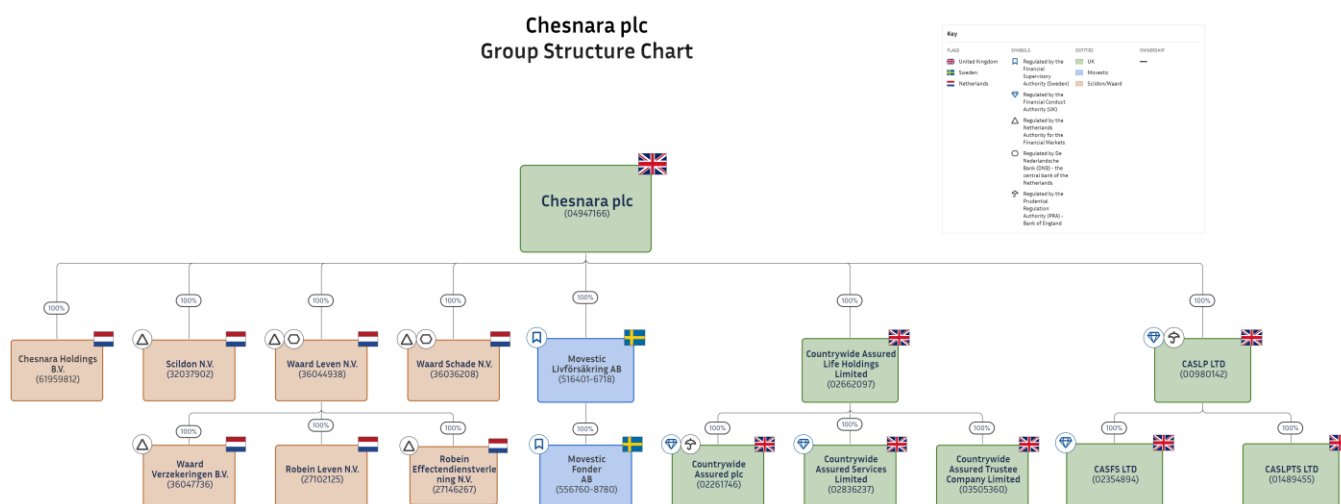 Chesnara plc
Group Structure Chart
Key
FLAGS
SYMBOLS
ENTITIES
OWNERSHIP
United Kingdom
Sweden
Netherlands
Regulated by the
Financial
Supervisory
Authority (Sweden)
Regulated by the
Financial Conduct
Authority (UK)
Regulated by the
Netherlands
Authority for the
Financial Markets
Regulated by De
Nederlandsche
Bank (DNB) - the
central bank of the
Netherlands
Regulated by the
Prudential
Regulation
Authority (PRA) -
Bank of England
UK
Movestic
Scildon/Waard
Chesnara plc
(04947166)
100%
100%
100%
100%
100%
100%
100%
Chesnara Holdings
B.V.
(61959812)
Scildon N.V.
(32037902)
Waard Leven N.V.
(36044938)
Waard Schade N.V.
(36036208)
Movestic
Livförsäkring AB
(516401-6718)
Countrywide Assured
Life Holdings
Limited
(02662097)
CASLP LTD
(00980142)
100%
100%
100%
100%
100%
100%
100%
100%
100%
Waard
Verzekeringen B.V.
(36047736)
Robein Leven N.V.
(27102125)
Robein
Effectendienstverle
ning N.V.
(27146267)
Movestic
Fonder
AB
(556760-8780)
Countrywide
Assured plc
(02261746)
Countrywide
Assured Services
Limited
(02836237)
Countrywide
Assured Trustee
Company Limited
(03505360)
CASFS LTD
(02354894)
CASLPTS LTD
(01489455)